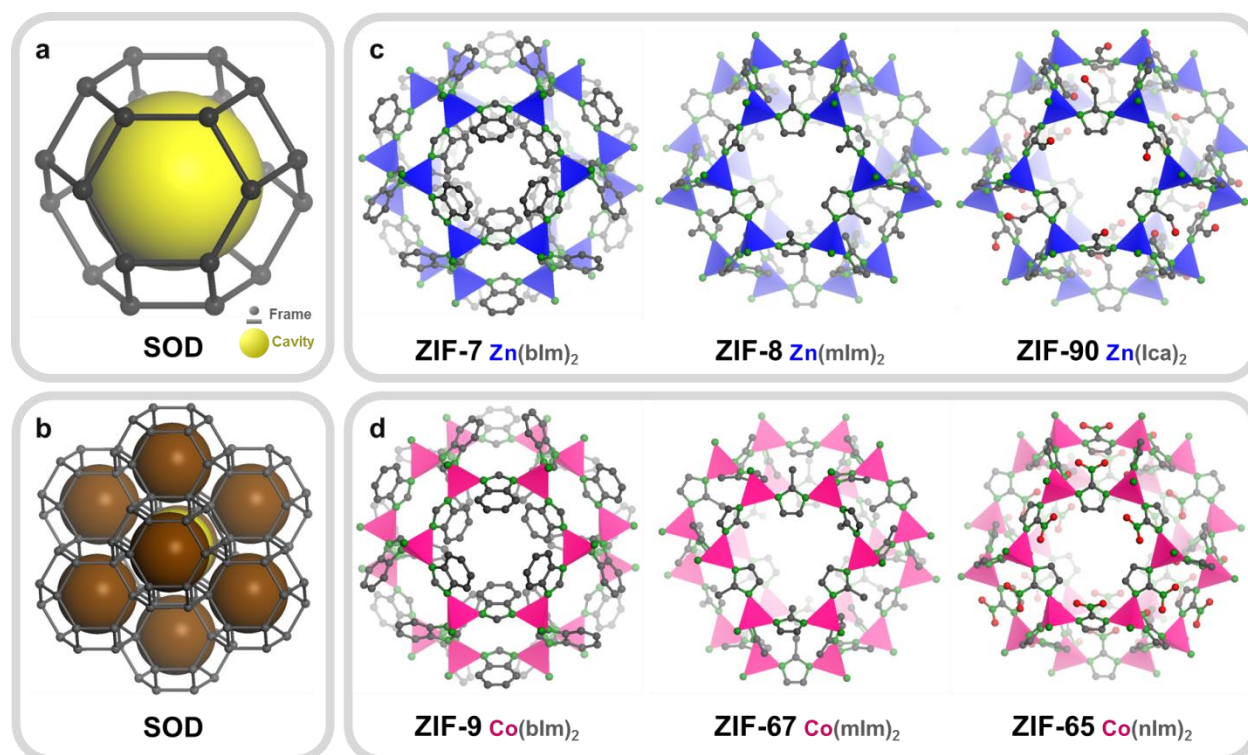 a
Frame
Cavity
SOD
c
ZIF-7 Zn(bIm)₂
ZIF-8 Zn(mIm)₂
ZIF-90 Zn(Ica)₂
b
SOD
d
ZIF-9 Co(bIm)₂
ZIF-67 Co(mIm)₂
ZIF-65 Co(nIm)₂